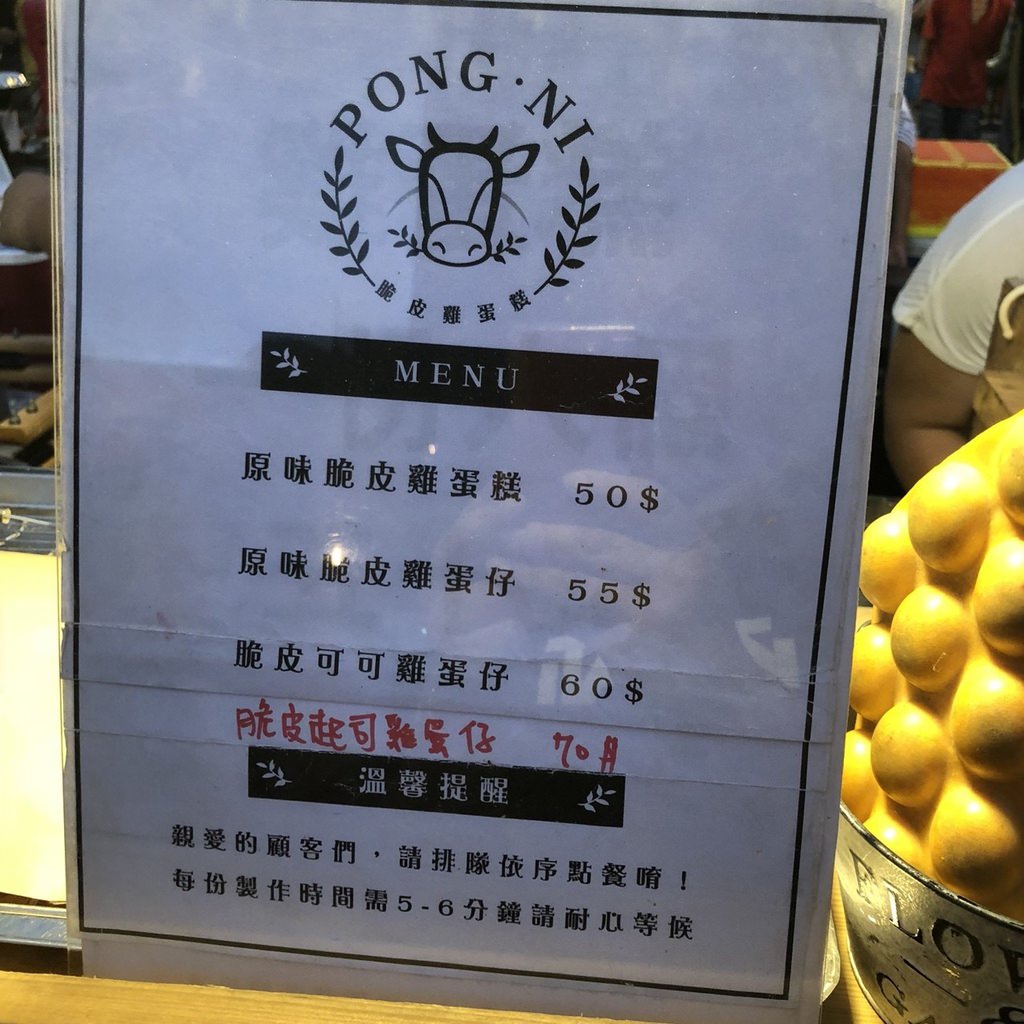 PONG·NI
脆皮雞蛋糕
MENU
原味脆皮雞蛋糕 50$
原味脆皮雞蛋仔 55$
脆皮可可雞蛋仔 60$
脆皮起司雞蛋仔 70
溫馨提醒
親愛的顧客們，請排隊依序點餐唷！
每份製作時間需5-6分鐘請耐心等候